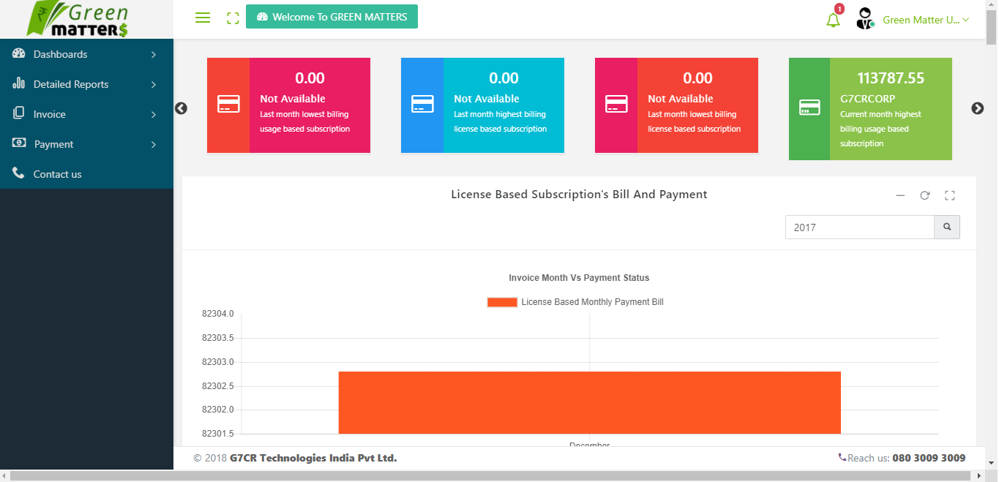 Green
matter$
Welcome To GREEN MATTERS
1
Green Matter U...
Dashboards
Detailed Reports
Invoice
Payment
Contact us
0.00
Not Available
Last month lowest billing
usage based subscription
0.00
Not Available
Last month highest billing
license based subscription
0.00
Not Available
Last month lowest billing
license based subscription
113787.55
G7CRCORP
Current month highest
billing usage based
subscription
License Based Subscription's Bill And Payment
2017
Invoice Month Vs Payment Status
License Based Monthly Payment Bill
82304.0
82303.5
82303.0
82302.5
82302.0
82301.5
December
© 2018 G7CR Technologies India Pvt Ltd.
Reach us: 080 3009 3009